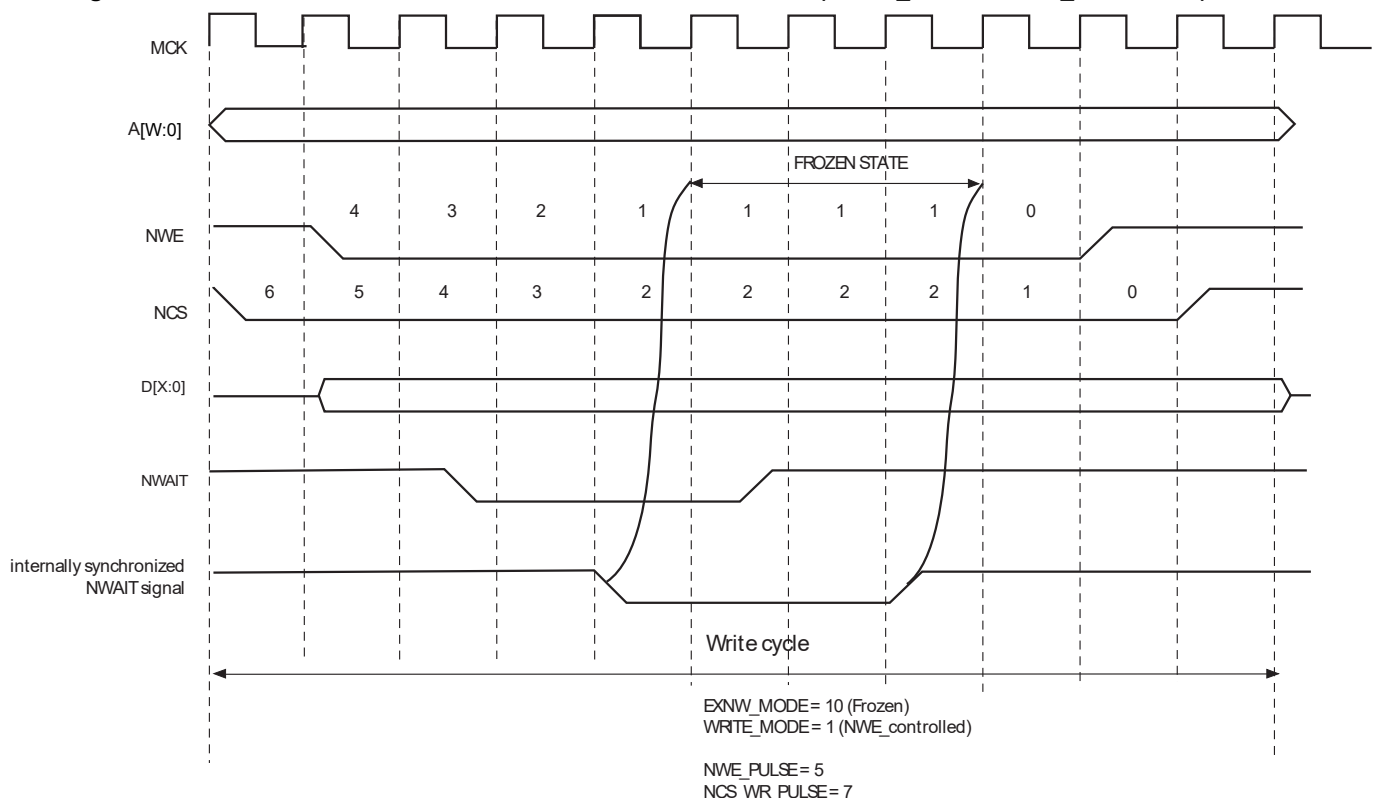 MCK
A[W:0]
FROZEN STATE
4 3 2 1 1 1 1 0
NWE
6 5 4 3 2 2 2 2 1 0
NCS
D[X:0]
NWAIT
internally synchronized
NWAIT signal
Write cycle
EXNW_MODE = 10 (Frozen)
WRITE_MODE = 1 (NWE_controlled)
NWE_PULSE = 5
NCS_WR_PULSE = 7